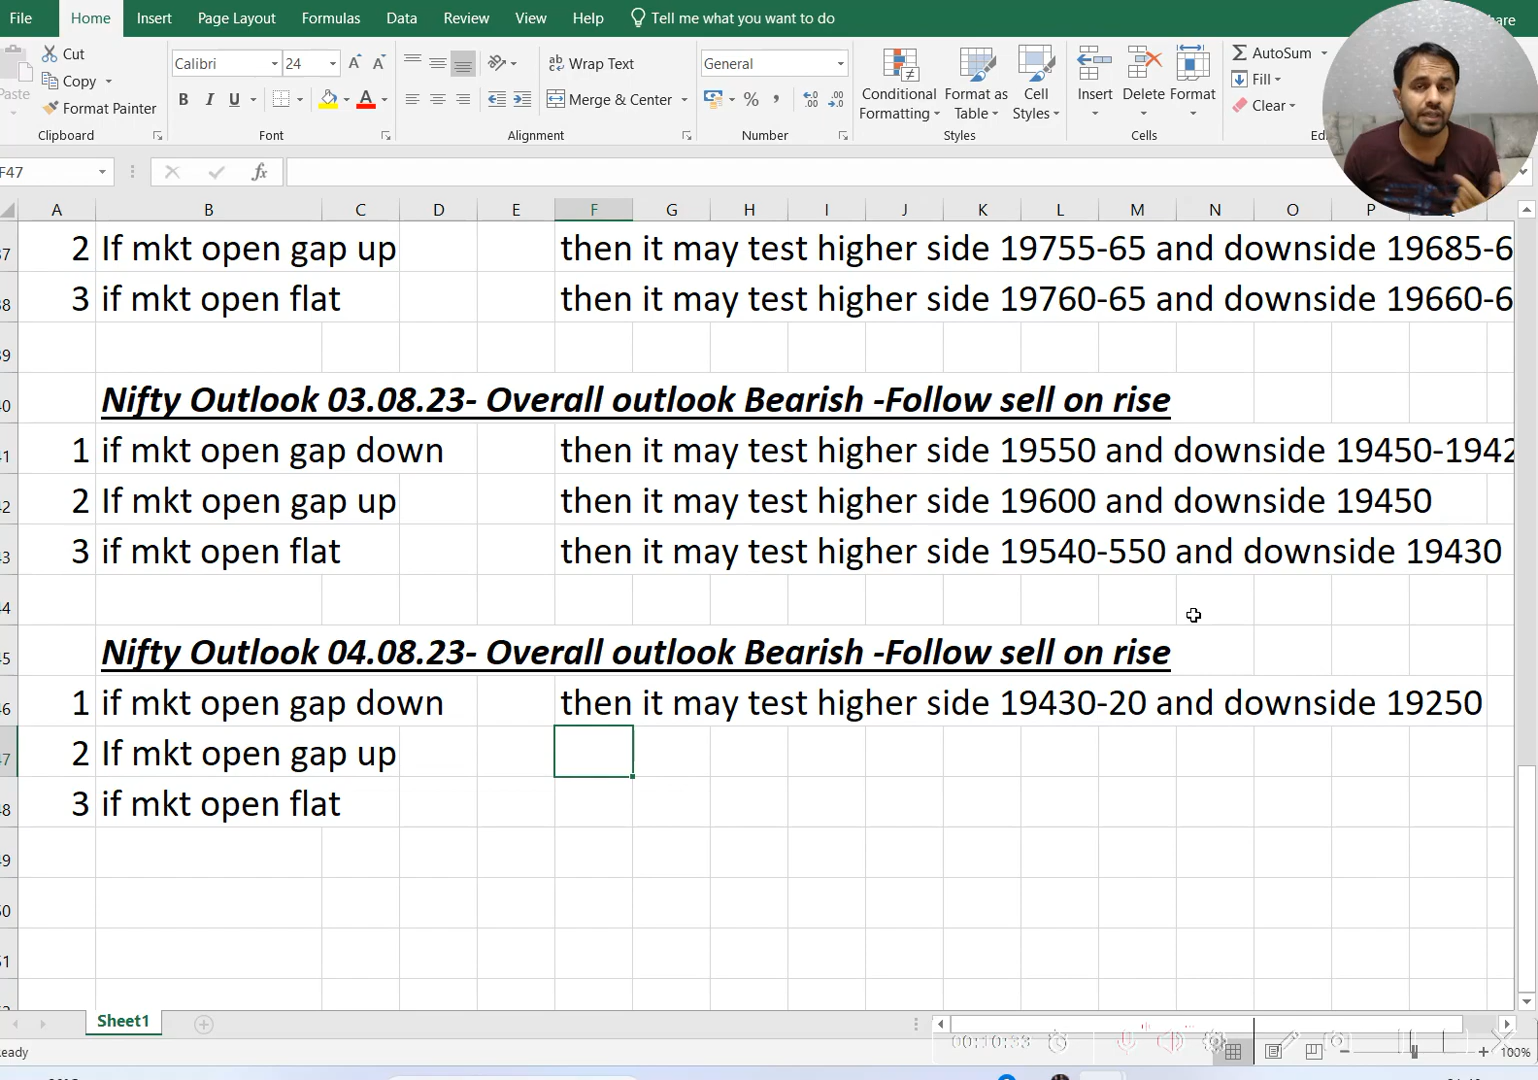 File Home Insert Page Layout Formulas Data Review View Help Tell me what you want to do
Cut
Copy
Format Painter
Paste
Clipboard
Calibri 24
B I U
Font
Wrap Text
Merge & Center
Alignment
General
Number
Conditional Formatting
Format as Table
Cell Styles
Styles
Insert Delete Format
Cells
AutoSum
Fill
Clear
F47 fx
A B C D E F G H I J K L M N O P
2 If mkt open gap up then it may test higher side 19755-65 and downside 19685-6
3 if mkt open flat then it may test higher side 19760-65 and downside 19660-6
Nifty Outlook 03.08.23- Overall outlook Bearish -Follow sell on rise
1 if mkt open gap down then it may test higher side 19550 and downside 19450-1942
2 If mkt open gap up then it may test higher side 19600 and downside 19450
3 if mkt open flat then it may test higher side 19540-550 and downside 19430
Nifty Outlook 04.08.23- Overall outlook Bearish -Follow sell on rise
1 if mkt open gap down then it may test higher side 19430-20 and downside 19250
2 If mkt open gap up
3 if mkt open flat
Sheet1
00:10:33
eady 100%